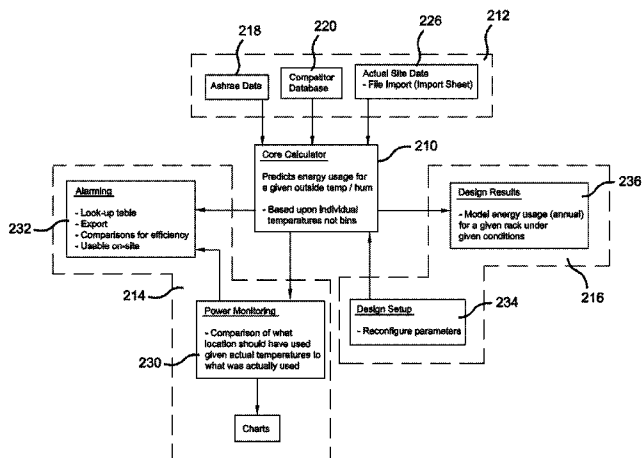 218
220
226
212
Ashrae Data
Competitor
Database
Actual Site Data
- File Import (Import Sheet)
210
Core Calculator
Predicts energy usage for
a given outside temp / hum
- Based upon Individual
temperatures not bins
232
Alarming
- Look-up table
- Export
- Comparisons for efficiency
- Usable on-site
236
Design Results
- Model energy usage (annual)
for a given rack under
given conditions
216
214
230
Power Monitoring
- Comparison of what
location should have used
given actual temperatures to
what was actually used
234
Design Setup
- Reconfigure parameters
Charts